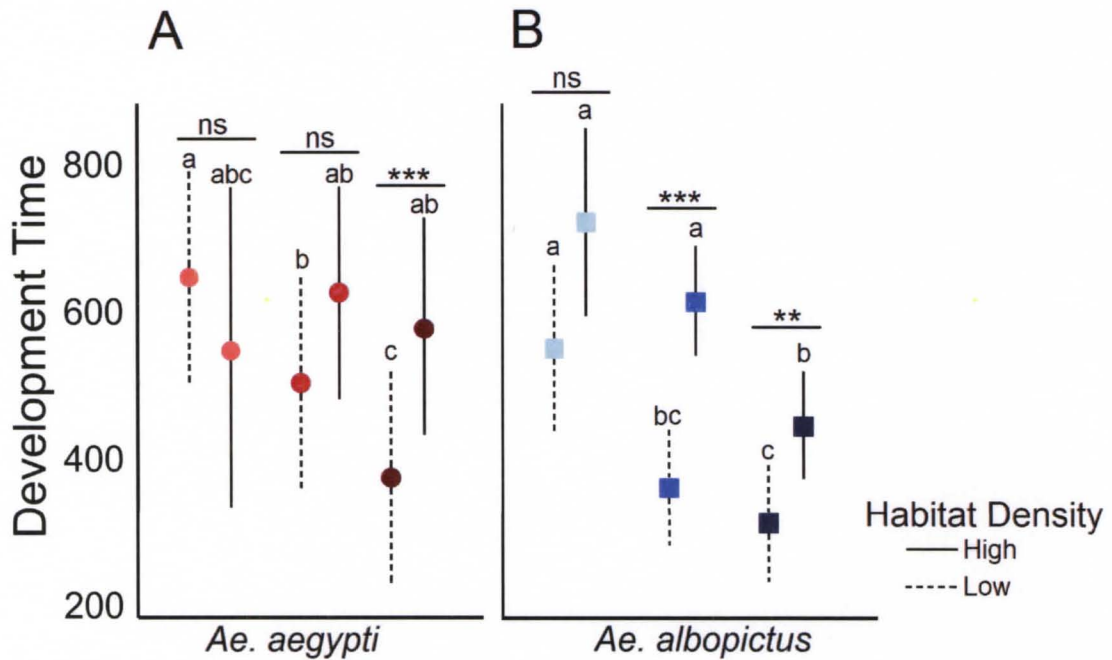 A
B
Development Time
800
600
400
200
ns
a
abc
ns
b
ab
***
c
ab
Ae. aegypti
ns
a
a
***
bc
a
**
c
b
Ae. albopictus
Habitat Density
High
Low